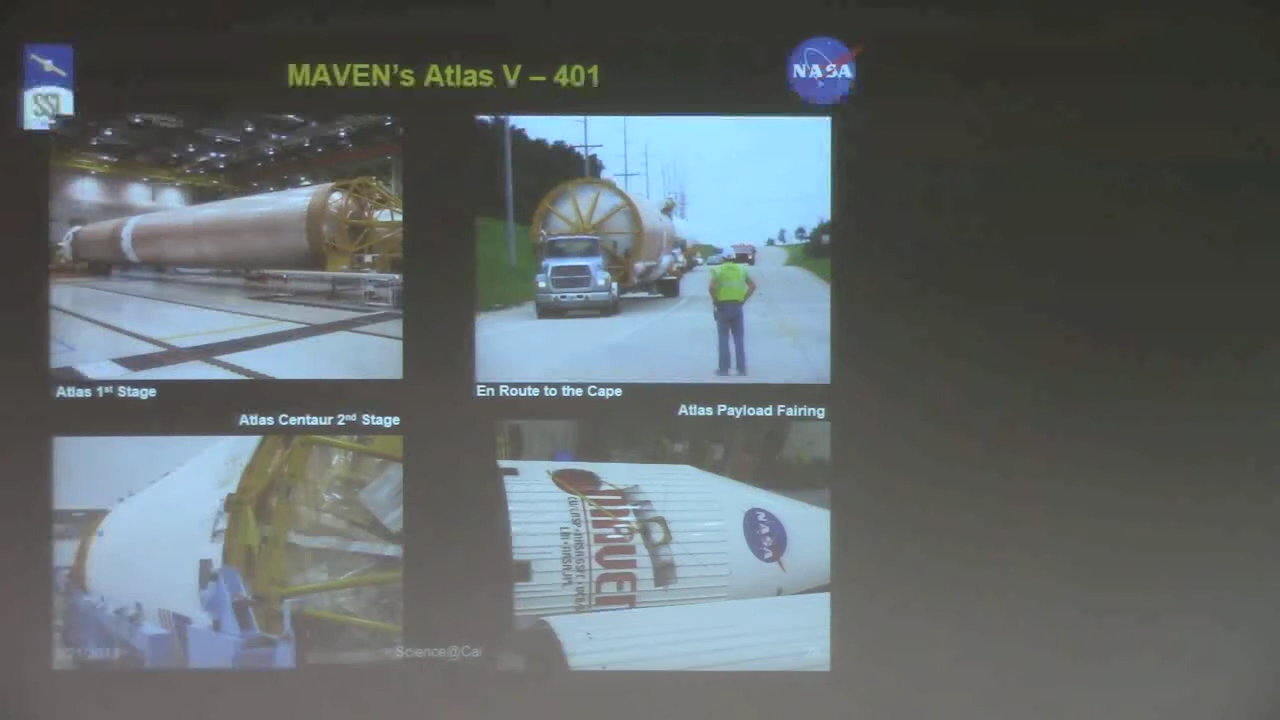 SSL
MAVEN's Atlas V – 401
NASA
Atlas 1st Stage
En Route to the Cape
Atlas Centaur 2nd Stage
Atlas Payload Fairing
NASA
Science@Cal